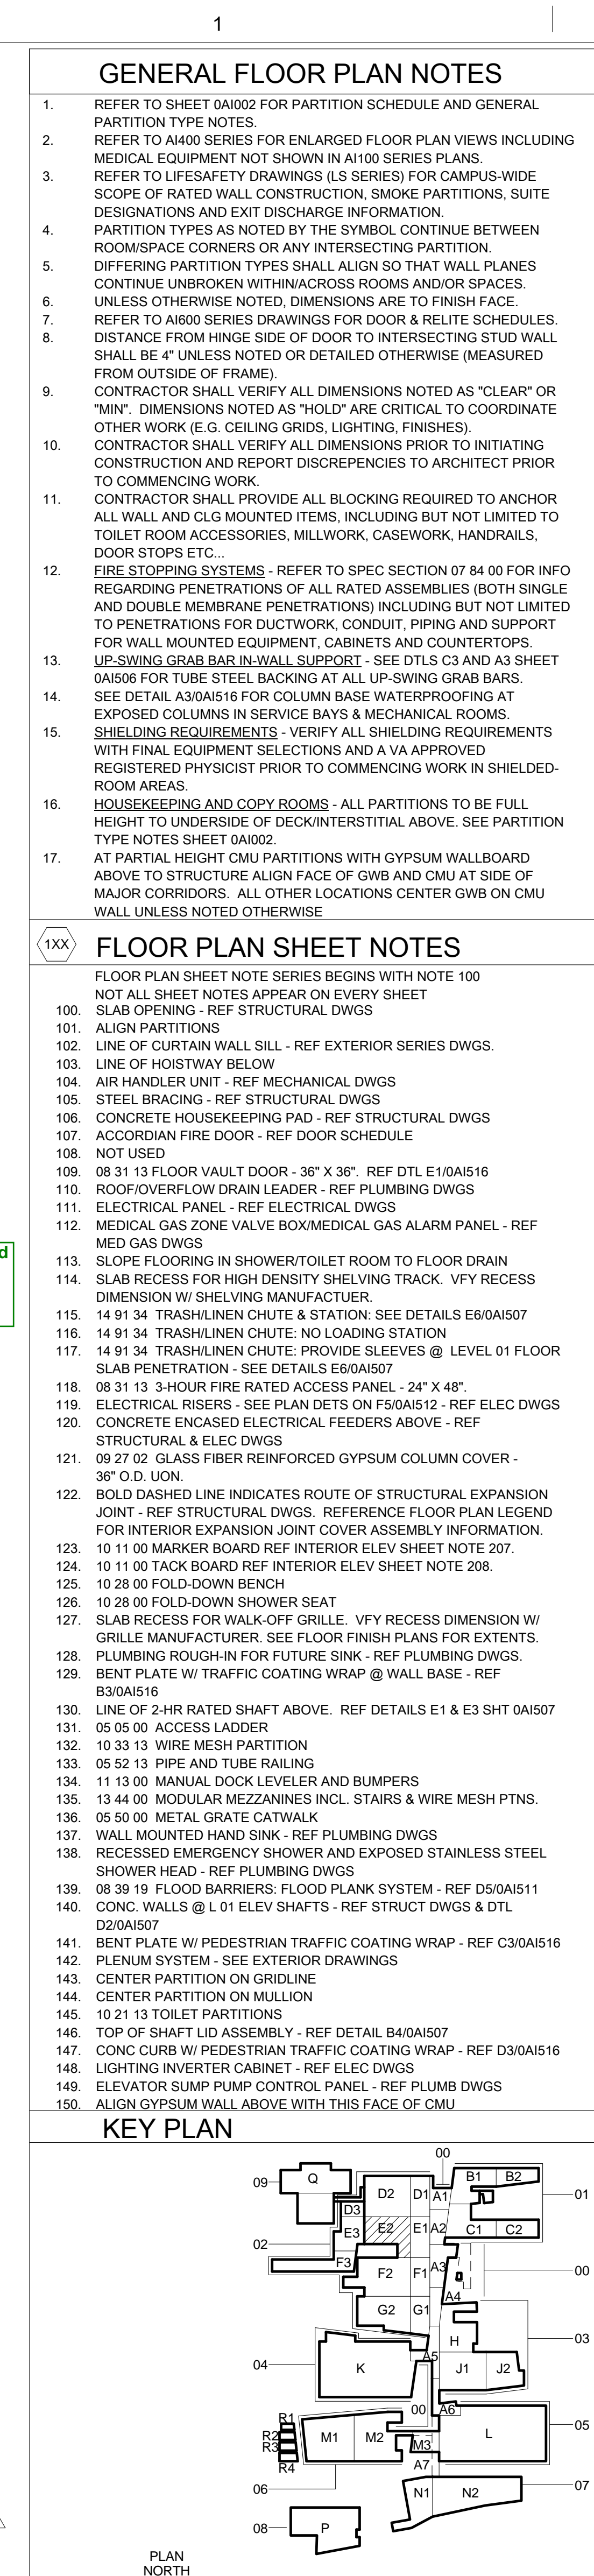 1
GENERAL FLOOR PLAN NOTES
1. REFER TO SHEET 0AI002 FOR PARTITION SCHEDULE AND GENERAL
PARTITION TYPE NOTES.
2. REFER TO AI400 SERIES FOR ENLARGED FLOOR PLAN VIEWS INCLUDING
MEDICAL EQUIPMENT NOT SHOWN IN AI100 SERIES PLANS.
3. REFER TO LIFESAFETY DRAWINGS (LS SERIES) FOR CAMPUS-WIDE
SCOPE OF RATED WALL CONSTRUCTION, SMOKE PARTITIONS, SUITE
DESIGNATIONS AND EXIT DISCHARGE INFORMATION.
4. PARTITION TYPES AS NOTED BY THE SYMBOL CONTINUE BETWEEN
ROOM/SPACE CORNERS OR ANY INTERSECTING PARTITION.
5. DIFFERING PARTITION TYPES SHALL ALIGN SO THAT WALL PLANES
CONTINUE UNBROKEN WITHIN/ACROSS ROOMS AND/OR SPACES.
6. UNLESS OTHERWISE NOTED, DIMENSIONS ARE TO FINISH FACE.
7. REFER TO AI600 SERIES DRAWINGS FOR DOOR & RELITE SCHEDULES.
8. DISTANCE FROM HINGE SIDE OF DOOR TO INTERSECTING STUD WALL
SHALL BE 4" UNLESS NOTED OR DETAILED OTHERWISE (MEASURED
FROM OUTSIDE OF FRAME).
9. CONTRACTOR SHALL VERIFY ALL DIMENSIONS NOTED AS "CLEAR" OR
"MIN". DIMENSIONS NOTED AS "HOLD" ARE CRITICAL TO COORDINATE
OTHER WORK (E.G. CEILING GRIDS, LIGHTING, FINISHES).
10. CONTRACTOR SHALL VERIFY ALL DIMENSIONS PRIOR TO INITIATING
CONSTRUCTION AND REPORT DISCREPENCIES TO ARCHITECT PRIOR
TO COMMENCING WORK.
11. CONTRACTOR SHALL PROVIDE ALL BLOCKING REQUIRED TO ANCHOR
ALL WALL AND CLG MOUNTED ITEMS, INCLUDING BUT NOT LIMITED TO
TOILET ROOM ACCESSORIES, MILLWORK, CASEWORK, HANDRAILS,
DOOR STOPS ETC...
12. FIRE STOPPING SYSTEMS - REFER TO SPEC SECTION 07 84 00 FOR INFO
REGARDING PENETRATIONS OF ALL RATED ASSEMBLIES (BOTH SINGLE
AND DOUBLE MEMBRANE PENETRATIONS) INCLUDING BUT NOT LIMITED
TO PENETRATIONS FOR DUCTWORK, CONDUIT, PIPING AND SUPPORT
FOR WALL MOUNTED EQUIPMENT, CABINETS AND COUNTERTOPS.
13. UP-SWING GRAB BAR IN-WALL SUPPORT - SEE DTLS C3 AND A3 SHEET
0AI506 FOR TUBE STEEL BACKING AT ALL UP-SWING GRAB BARS.
14. SEE DETAIL A3/0AI516 FOR COLUMN BASE WATERPROOFING AT
EXPOSED COLUMNS IN SERVICE BAYS & MECHANICAL ROOMS.
15. SHIELDING REQUIREMENTS - VERIFY ALL SHIELDING REQUIREMENTS
WITH FINAL EQUIPMENT SELECTIONS AND A VA APPROVED
REGISTERED PHYSICIST PRIOR TO COMMENCING WORK IN SHIELDED-
ROOM AREAS.
16. HOUSEKEEPING AND COPY ROOMS - ALL PARTITIONS TO BE FULL
HEIGHT TO UNDERSIDE OF DECK/INTERSTITIAL ABOVE. SEE PARTITION
TYPE NOTES SHEET 0AI002.
17. AT PARTIAL HEIGHT CMU PARTITIONS WITH GYPSUM WALLBOARD
ABOVE TO STRUCTURE ALIGN FACE OF GWB AND CMU AT SIDE OF
MAJOR CORRIDORS. ALL OTHER LOCATIONS CENTER GWB ON CMU
WALL UNLESS NOTED OTHERWISE
1XX FLOOR PLAN SHEET NOTES
FLOOR PLAN SHEET NOTE SERIES BEGINS WITH NOTE 100
NOT ALL SHEET NOTES APPEAR ON EVERY SHEET
100. SLAB OPENING - REF STRUCTURAL DWGS
101. ALIGN PARTITIONS
102. LINE OF CURTAIN WALL SILL - REF EXTERIOR SERIES DWGS.
103. LINE OF HOISTWAY BELOW
104. AIR HANDLER UNIT - REF MECHANICAL DWGS
105. STEEL BRACING - REF STRUCTURAL DWGS
106. CONCRETE HOUSEKEEPING PAD - REF STRUCTURAL DWGS
107. ACCORDIAN FIRE DOOR - REF DOOR SCHEDULE
108. NOT USED
109. 08 31 13 FLOOR VAULT DOOR - 36" X 36". REF DTL E1/0AI516
110. ROOF/OVERFLOW DRAIN LEADER - REF PLUMBING DWGS
111. ELECTRICAL PANEL - REF ELECTRICAL DWGS
112. MEDICAL GAS ZONE VALVE BOX/MEDICAL GAS ALARM PANEL - REF
MED GAS DWGS
d
113. SLOPE FLOORING IN SHOWER/TOILET ROOM TO FLOOR DRAIN
114. SLAB RECESS FOR HIGH DENSITY SHELVING TRACK. VFY RECESS
DIMENSION W/ SHELVING MANUFACTUER.
115. 14 91 34 TRASH/LINEN CHUTE & STATION: SEE DETAILS E6/0AI507
116. 14 91 34 TRASH/LINEN CHUTE: NO LOADING STATION
117. 14 91 34 TRASH/LINEN CHUTE: PROVIDE SLEEVES @ LEVEL 01 FLOOR
SLAB PENETRATION - SEE DETAILS E6/0AI507
118. 08 31 13 3-HOUR FIRE RATED ACCESS PANEL - 24" X 48".
119. ELECTRICAL RISERS - SEE PLAN DETS ON F5/0AI512 - REF ELEC DWGS
120. CONCRETE ENCASED ELECTRICAL FEEDERS ABOVE - REF
STRUCTURAL & ELEC DWGS
121. 09 27 02 GLASS FIBER REINFORCED GYPSUM COLUMN COVER -
36" O.D. UON.
122. BOLD DASHED LINE INDICATES ROUTE OF STRUCTURAL EXPANSION
JOINT - REF STRUCTURAL DWGS. REFERENCE FLOOR PLAN LEGEND
FOR INTERIOR EXPANSION JOINT COVER ASSEMBLY INFORMATION.
123. 10 11 00 MARKER BOARD REF INTERIOR ELEV SHEET NOTE 207.
124. 10 11 00 TACK BOARD REF INTERIOR ELEV SHEET NOTE 208.
125. 10 28 00 FOLD-DOWN BENCH
126. 10 28 00 FOLD-DOWN SHOWER SEAT
127. SLAB RECESS FOR WALK-OFF GRILLE. VFY RECESS DIMENSION W/
GRILLE MANUFACTURER. SEE FLOOR FINISH PLANS FOR EXTENTS.
128. PLUMBING ROUGH-IN FOR FUTURE SINK - REF PLUMBING DWGS.
129. BENT PLATE W/ TRAFFIC COATING WRAP @ WALL BASE - REF
B3/0AI516
130. LINE OF 2-HR RATED SHAFT ABOVE. REF DETAILS E1 & E3 SHT 0AI507
131. 05 05 00 ACCESS LADDER
132. 10 33 13 WIRE MESH PARTITION
133. 05 52 13 PIPE AND TUBE RAILING
134. 11 13 00 MANUAL DOCK LEVELER AND BUMPERS
135. 13 44 00 MODULAR MEZZANINES INCL. STAIRS & WIRE MESH PTNS.
136. 05 50 00 METAL GRATE CATWALK
137. WALL MOUNTED HAND SINK - REF PLUMBING DWGS
138. RECESSED EMERGENCY SHOWER AND EXPOSED STAINLESS STEEL
SHOWER HEAD - REF PLUMBING DWGS
139. 08 39 19 FLOOD BARRIERS: FLOOD PLANK SYSTEM - REF D5/0AI511
140. CONC. WALLS @ L 01 ELEV SHAFTS - REF STRUCT DWGS & DTL
D2/0AI507
141. BENT PLATE W/ PEDESTRIAN TRAFFIC COATING WRAP - REF C3/0AI516
142. PLENUM SYSTEM - SEE EXTERIOR DRAWINGS
143. CENTER PARTITION ON GRIDLINE
144. CENTER PARTITION ON MULLION
145. 10 21 13 TOILET PARTITIONS
146. TOP OF SHAFT LID ASSEMBLY - REF DETAIL B4/0AI507
147. CONC CURB W/ PEDESTRIAN TRAFFIC COATING WRAP - REF D3/0AI516
148. LIGHTING INVERTER CABINET - REF ELEC DWGS
149. ELEVATOR SUMP PUMP CONTROL PANEL - REF PLUMB DWGS
150. ALIGN GYPSUM WALL ABOVE WITH THIS FACE OF CMU
KEY PLAN
00
09 Q B1 B2
D2 D1 A1 01
D3
E3 E2 E1 A2 C1 C2
02
F3 F2 F1 A3 00
A4
G2 G1
H 03
A5
04 K J1 J2
00 A6
R1
R2 M1 M2 L 05
R3 M3
R4 A7
06 N1 N2 07
08 P
PLAN
NORTH